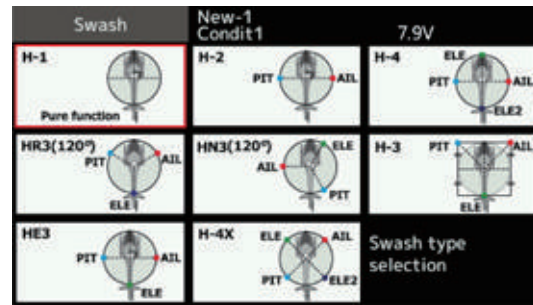 Swash
New-1
Condit1
7.9V
H-1
Pure function
H-2
PIT
AIL
H-4
ELE
PIT
AIL
ELE2
HR3(120°)
PIT
AIL
ELE
HN3(120°)
ELE
AIL
PIT
H-3
PIT
AIL
ELE
HE3
PIT
AIL
ELE
H-4X
ELE
AIL
PIT
ELE2
Swash type
selection